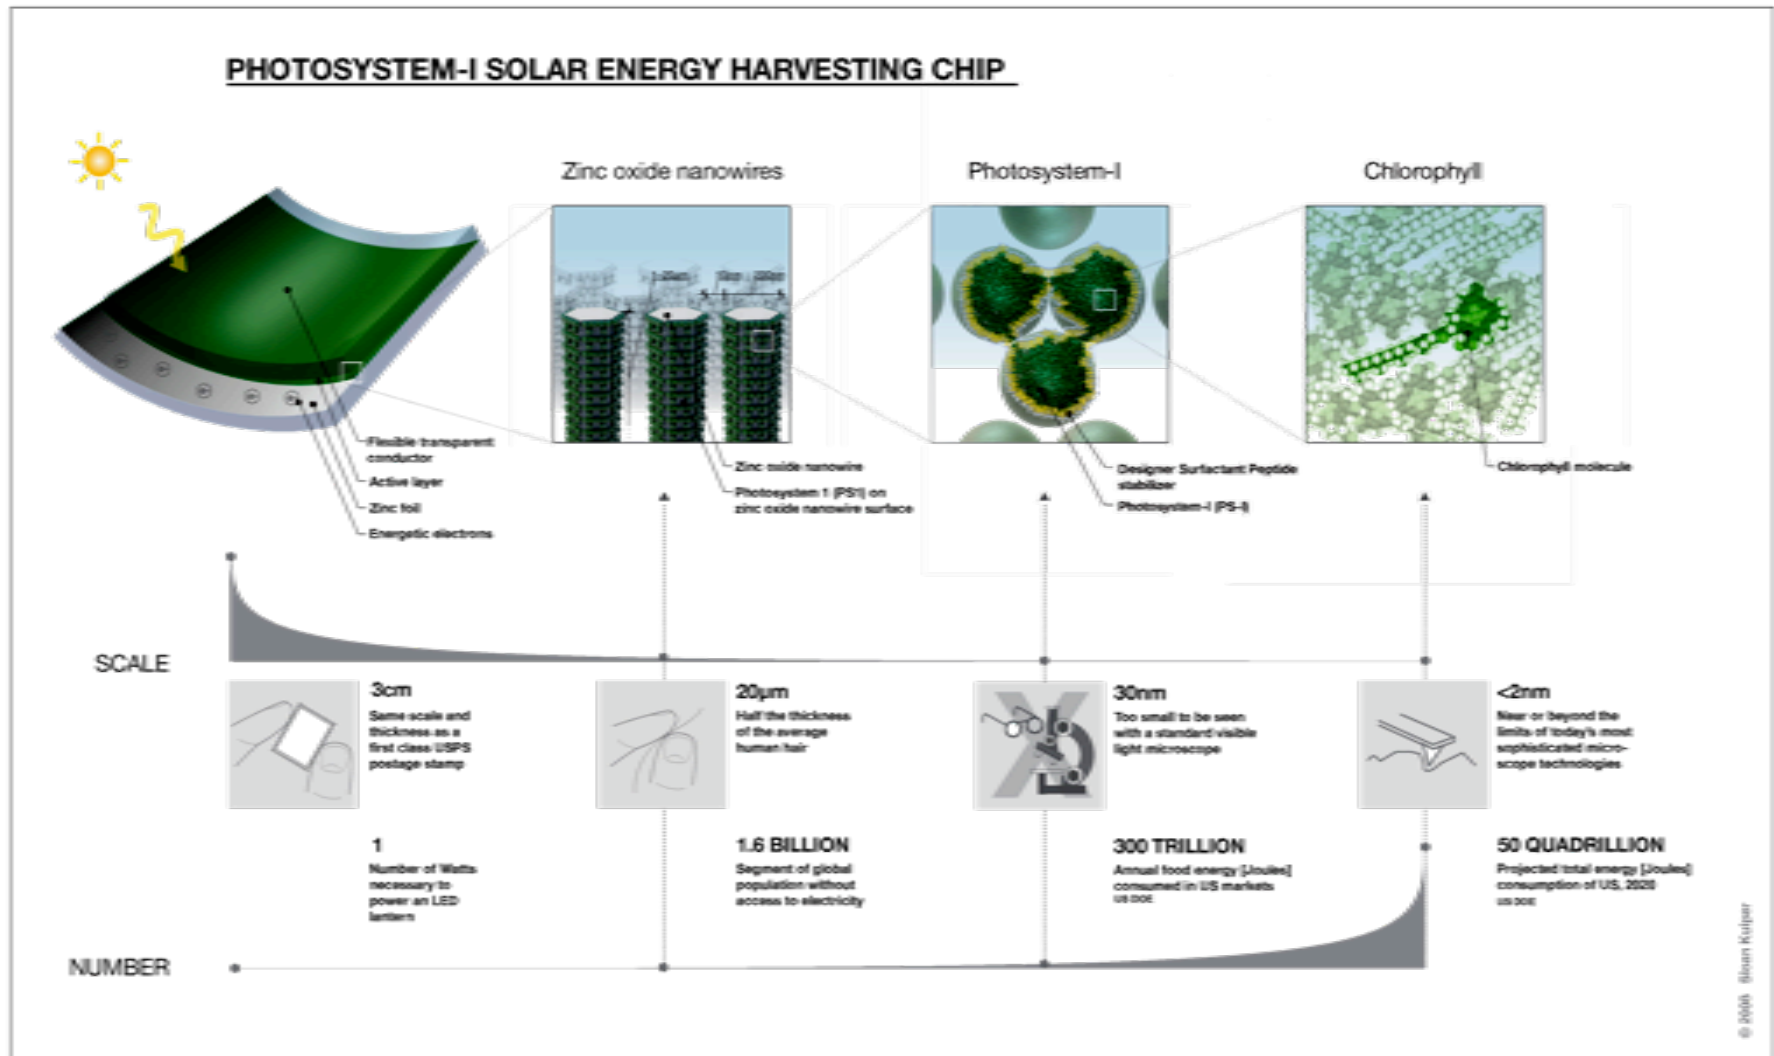 PHOTOSYSTEM-I SOLAR ENERGY HARVESTING CHIP
Zinc oxide nanowires
Photosystem-I
Chlorophyll
Flexible transparent
conductor
Active layer
Zinc foil
Energetic electrons
Zinc oxide nanowire
Photosystem 1 (PS1) on
zinc oxide nanowire surface
Designer Surfactant Peptide
stabilizer
Photosystem-I (PS-I)
Chlorophyll molecule
SCALE
3cm
Same scale and
thickness as a
first class USPS
postage stamp
20µm
Half the thickness
of the average
human hair
30nm
Too small to be seen
with a standard visible
light microscope
<2nm
Near or beyond the
limits of today's most
sophisticated micro-
scope technologies
1
Number of Watts
necessary to
power an LED
lantern
1.6 BILLION
Segment of global
population without
access to electricity
300 TRILLION
Annual food energy [Joules]
consumed in US markets
US DOE
50 QUADRILLION
Projected total energy [Joules]
consumption of US, 2020
US DOE
NUMBER
Sloan Kulper